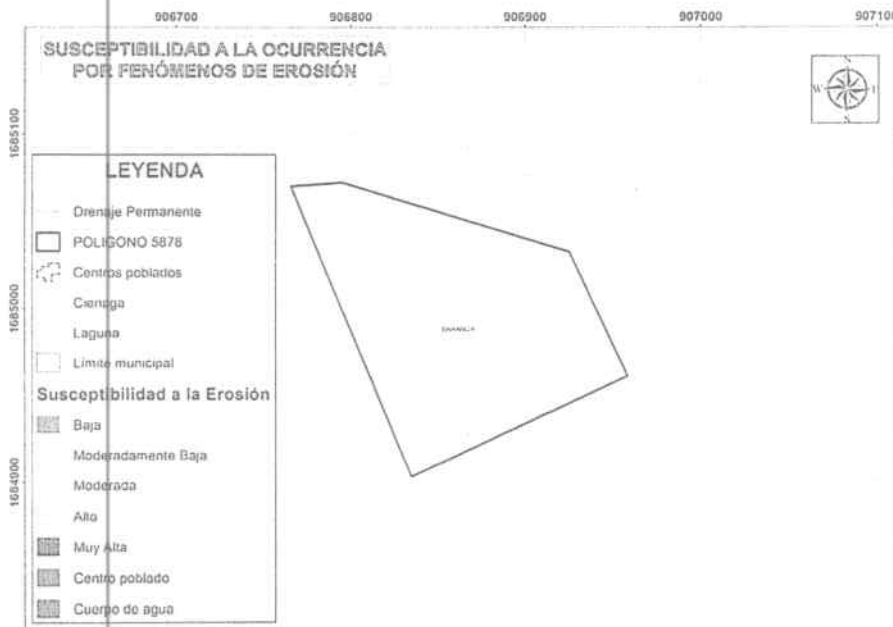 906700 906800 906900 907000 907100
SUSCEPTIBILIDAD A LA OCURRENCIA
POR FENÓMENOS DE EROSIÓN
N
W E
1685100
LEYENDA
Drenaje Permanente
POLIGONO 5878
Centros poblados
Cienaga
1685000
Laguna
Límite municipal
Susceptibilidad a la Erosión
Baja
Moderadamente Baja
Moderada
1684900
Alto
Muy Alta
Centro poblado
Cuerpo de agua